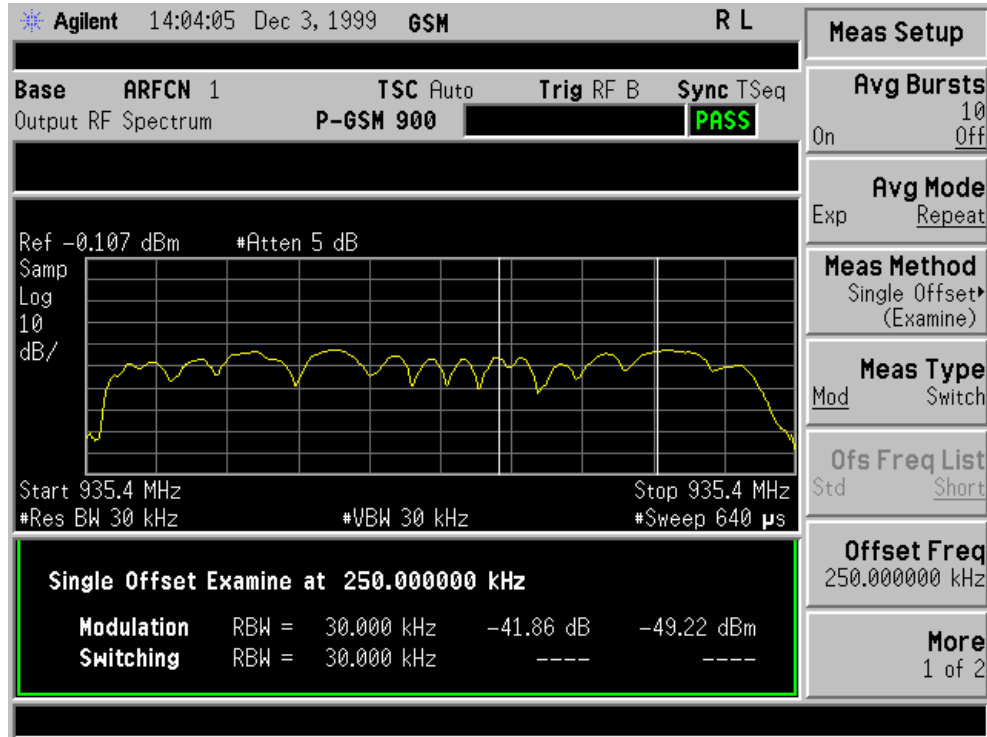 Agilent 14:04:05 Dec 3, 1999 GSM R L
Base ARFCN 1 TSC Auto Trig RF B Sync TSeq
Output RF Spectrum P-GSM 900 PASS
Ref -0.107 dBm #Atten 5 dB
Samp
Log
10
dB/
Start 935.4 MHz Stop 935.4 MHz
#Res BW 30 kHz #VBW 30 kHz #Sweep 640 µs
Single Offset Examine at 250.000000 kHz
Modulation RBW = 30.000 kHz -41.86 dB -49.22 dBm
Switching RBW = 30.000 kHz ---- ----
Meas Setup
Avg Bursts
10
On Off
Avg Mode
Exp Repeat
Meas Method
Single Offset
(Examine)
Meas Type
Mod Switch
Ofs Freq List
Std Short
Offset Freq
250.000000 kHz
More
1 of 2